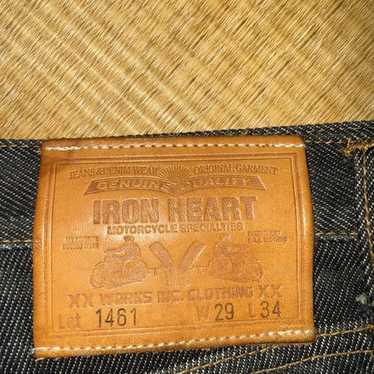 JEANS & DENIM WEAR ORIGINAL GARMENT
GENUINE QUALITY
IRON HEART
MOTORCYCLE SPECIALTIES
XX WORKS INC. CLOTHING XX
Lot 1461 W 29 L 34